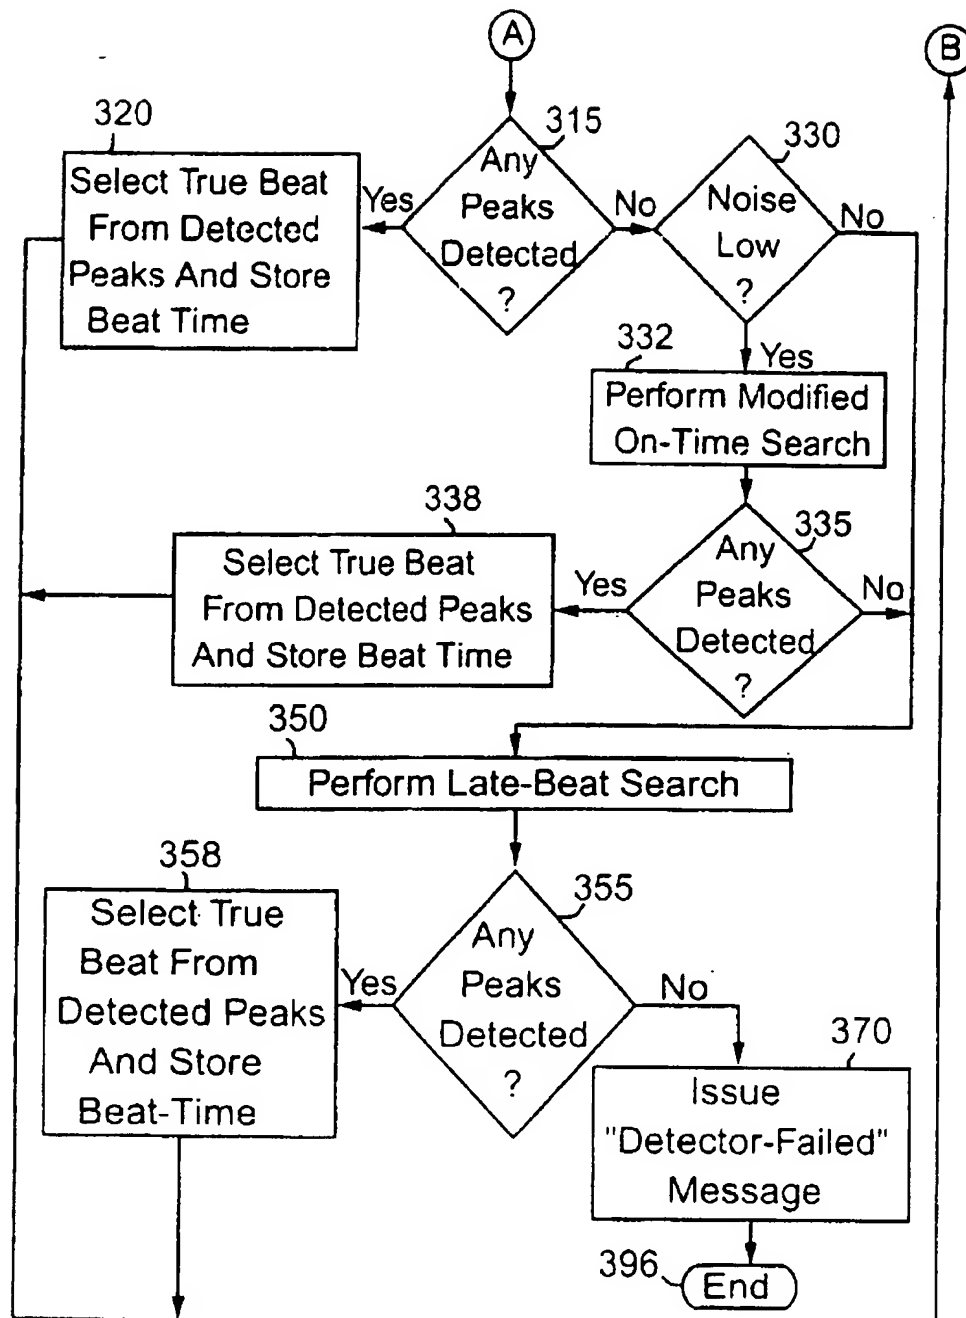 A
B
320
315
330
Select True Beat
From Detected
Peaks And Store
Beat Time
Yes
Any
Peaks
Detected
?
No
Noise
Low
?
No
332
Yes
Perform Modified
On-Time Search
338
335
Select True Beat
From Detected Peaks
And Store Beat Time
Yes
Any
Peaks
Detected
?
No
350
Perform Late-Beat Search
358
355
Select True
Beat From
Detected Peaks
And Store
Beat-Time
Yes
Any
Peaks
Detected
?
No
370
Issue
"Detector-Failed"
Message
396
End